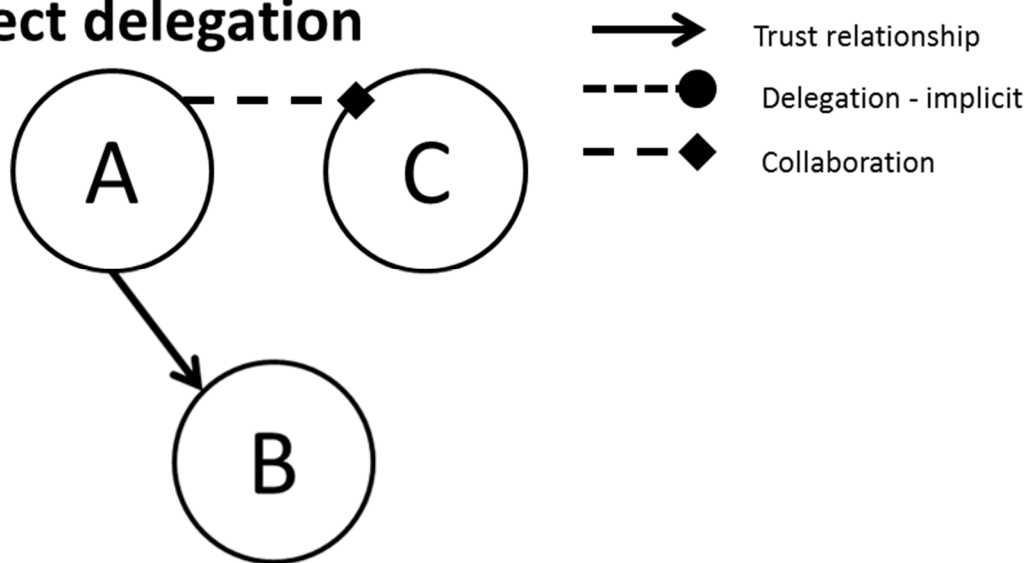 ect delegation
Trust relationship
Delegation - implicit
Collaboration
A
C
B